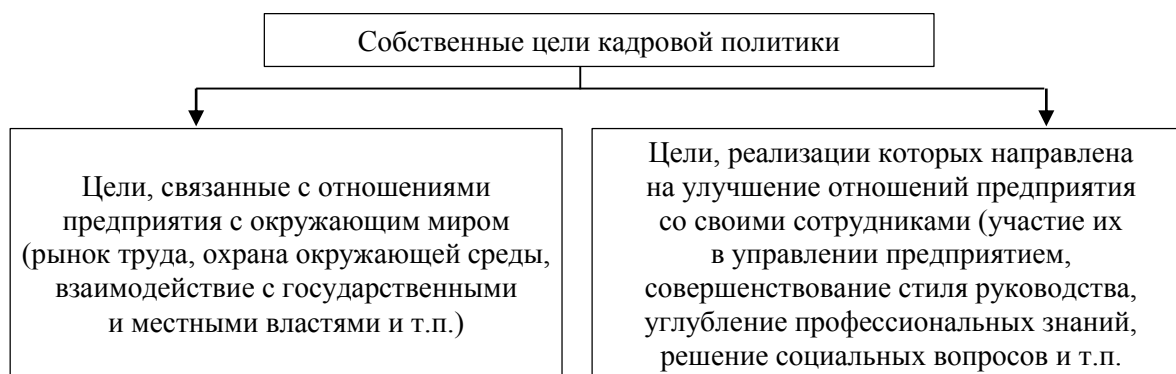 Собственные цели кадровой политики
Цели, связанные с отношениями
предприятия с окружающим миром
(рынок труда, охрана окружающей среды,
взаимодействие с государственными
и местными властями и т.п.)
Цели, реализации которых направлена
на улучшение отношений предприятия
со своими сотрудниками (участие их
в управлении предприятием,
совершенствование стиля руководства,
углубление профессиональных знаний,
решение социальных вопросов и т.п.